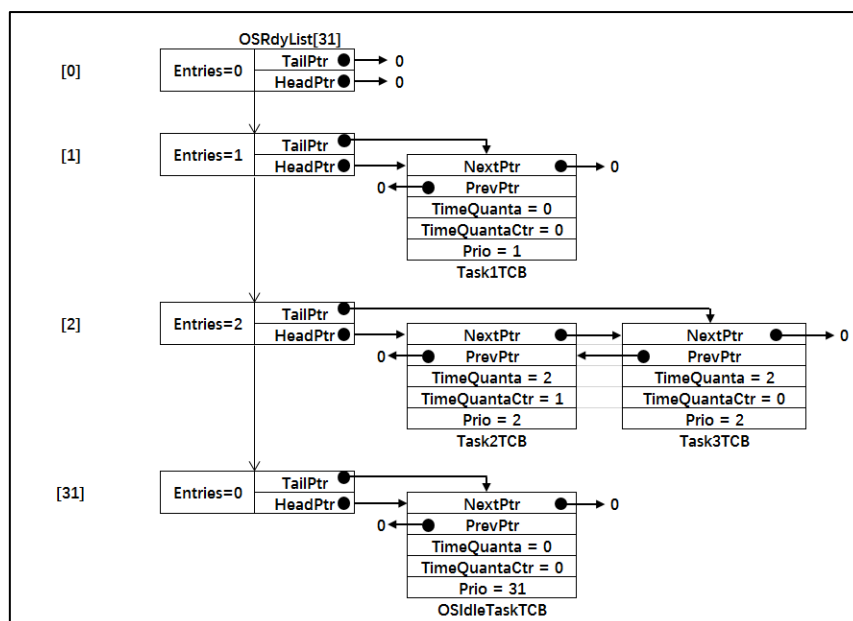 OSRdyList[31]
[0] Entries=0 TailPtr 0
HeadPtr 0
[1] Entries=1 TailPtr
HeadPtr NextPtr 0
0 PrevPtr
TimeQuanta = 0
TimeQuantaCtr = 0
Prio = 1
Task1TCB
[2] Entries=2 TailPtr
HeadPtr NextPtr NextPtr 0
0 PrevPtr PrevPtr
TimeQuanta = 2 TimeQuanta = 2
TimeQuantaCtr = 1 TimeQuantaCtr = 0
Prio = 2 Prio = 2
Task2TCB Task3TCB
[31] Entries=0 TailPtr
HeadPtr NextPtr 0
0 PrevPtr
TimeQuanta = 0
TimeQuantaCtr = 0
Prio = 31
OSIdleTaskTCB